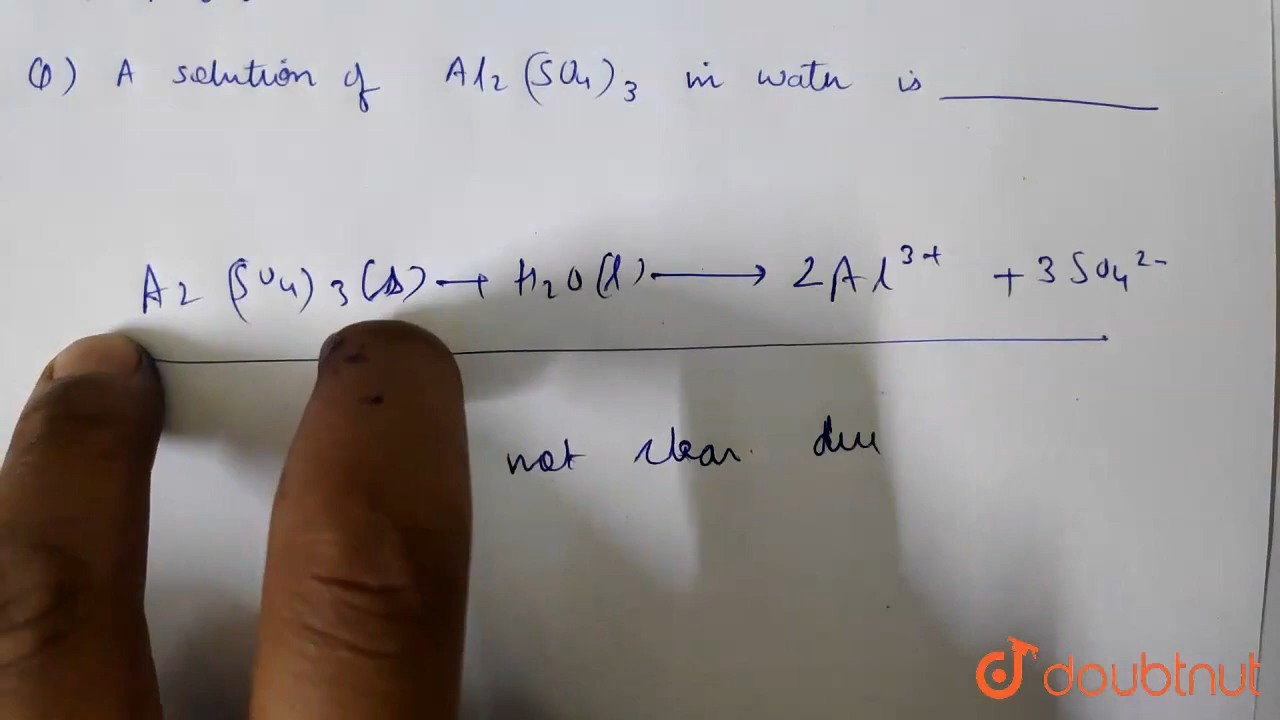 Q) A solution of Al₂(SO₄)₃ in water is ________
A₂(SO₄)₃(s) → H₂O(l) → 2Al³⁺ + 3SO₄²⁻
not clear. due
doubtnut